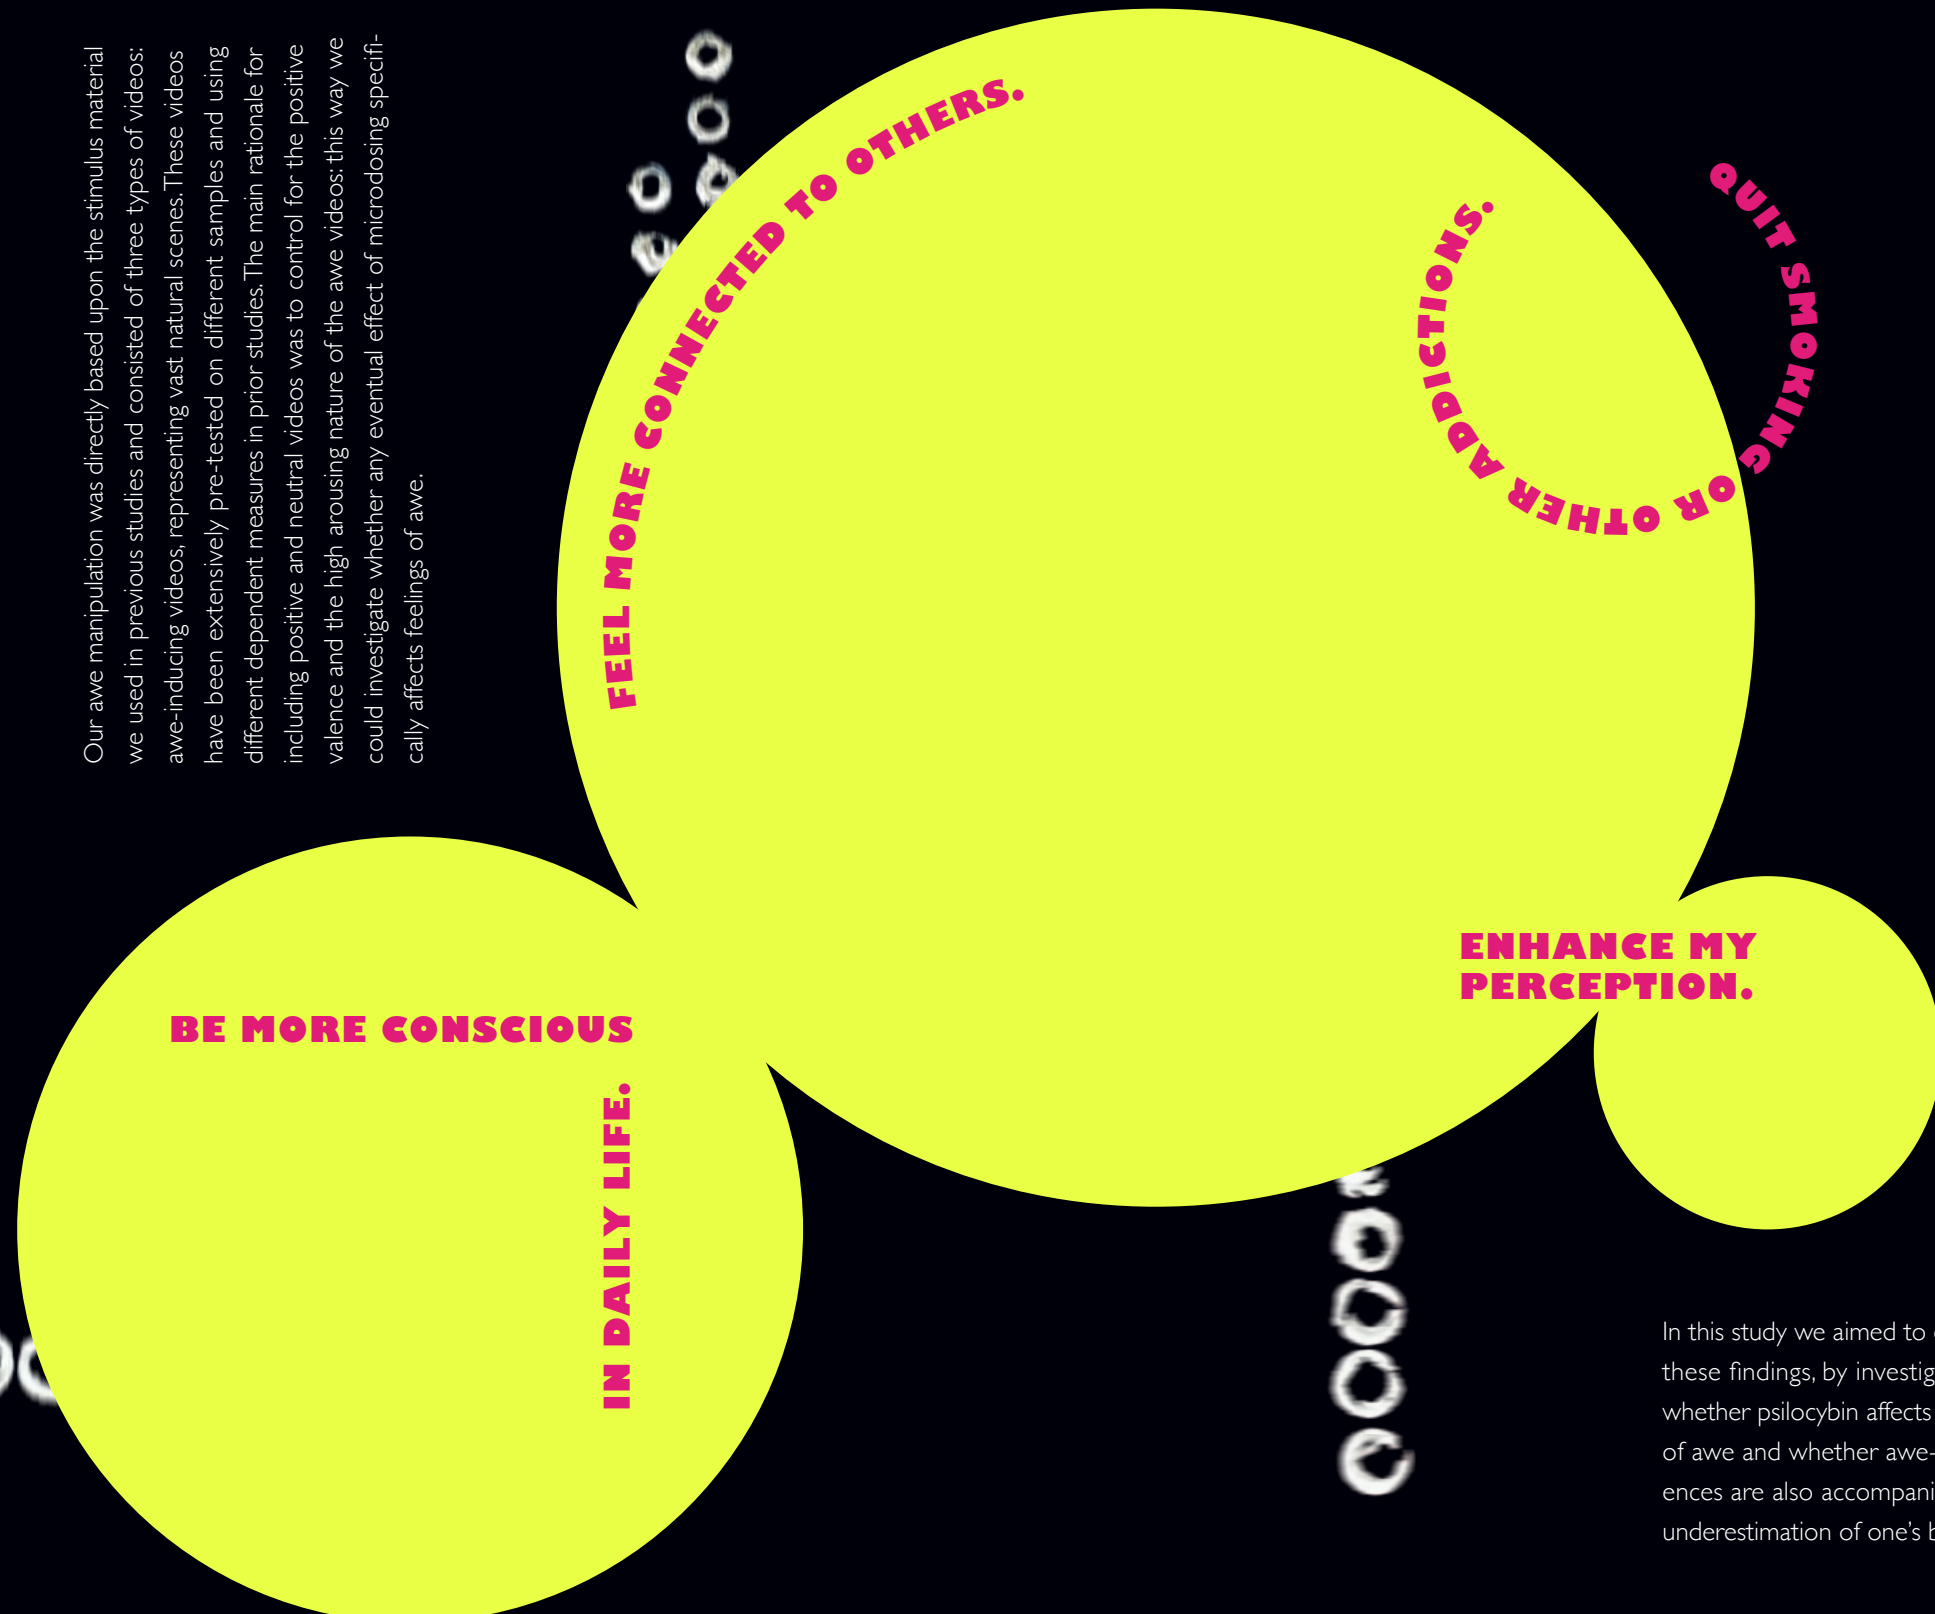 Our awe manipulation was directly based upon the stimulus material
we used in previous studies and consisted of three types of videos:
awe-inducing videos, representing vast natural scenes. These videos
have been extensively pre-tested on different samples and using
different dependent measures in prior studies. The main rationale for
including positive and neutral videos was to control for the positive
valence and the high arousing nature of the awe videos: this way we
could investigate whether any eventual effect of microdosing specifi-
cally affects feelings of awe.
FEEL MORE CONNECTED TO OTHERS.
QUIT SMOKING OR OTHER ADDICTIONS.
BE MORE CONSCIOUS
IN DAILY LIFE.
ENHANCE MY
PERCEPTION.
In this study we aimed to
these findings, by investig
whether psilocybin affects
of awe and whether awe-
ences are also accompani
underestimation of one's b